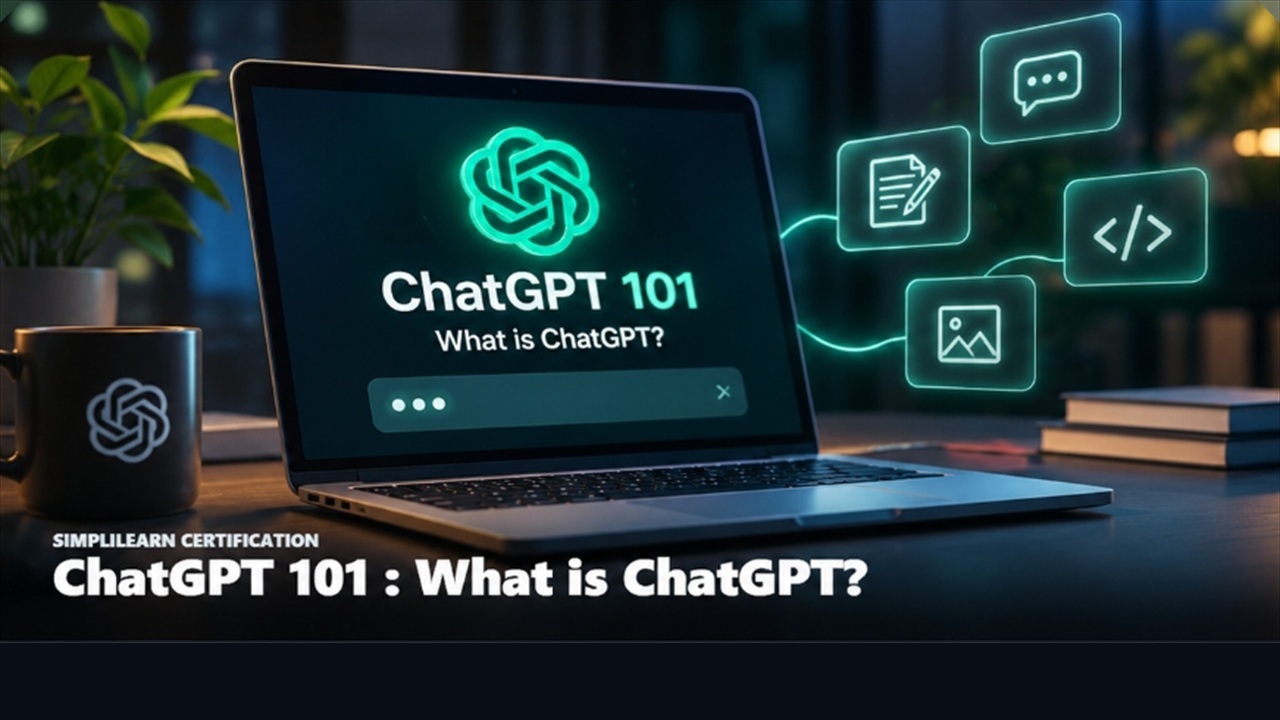 ChatGPT 101
What is ChatGPT?
SIMPLILEARN CERTIFICATION
ChatGPT 101 : What is ChatGPT?